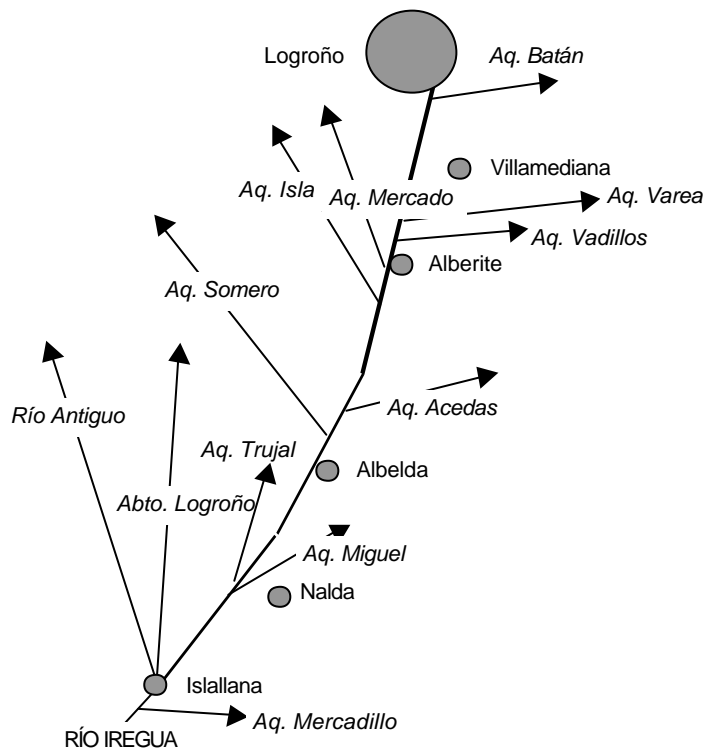 Logroño
Aq. Batán
Villamediana
Aq. Isla
Aq. Mercado
Aq. Varea
Aq. Vadillos
Alberite
Aq. Somero
Río Antiguo
Aq. Acedas
Aq. Trujal
Albelda
Abto. Logroño
Aq. Miguel
Nalda
Islallana
Aq. Mercadillo
RÍO IREGUA